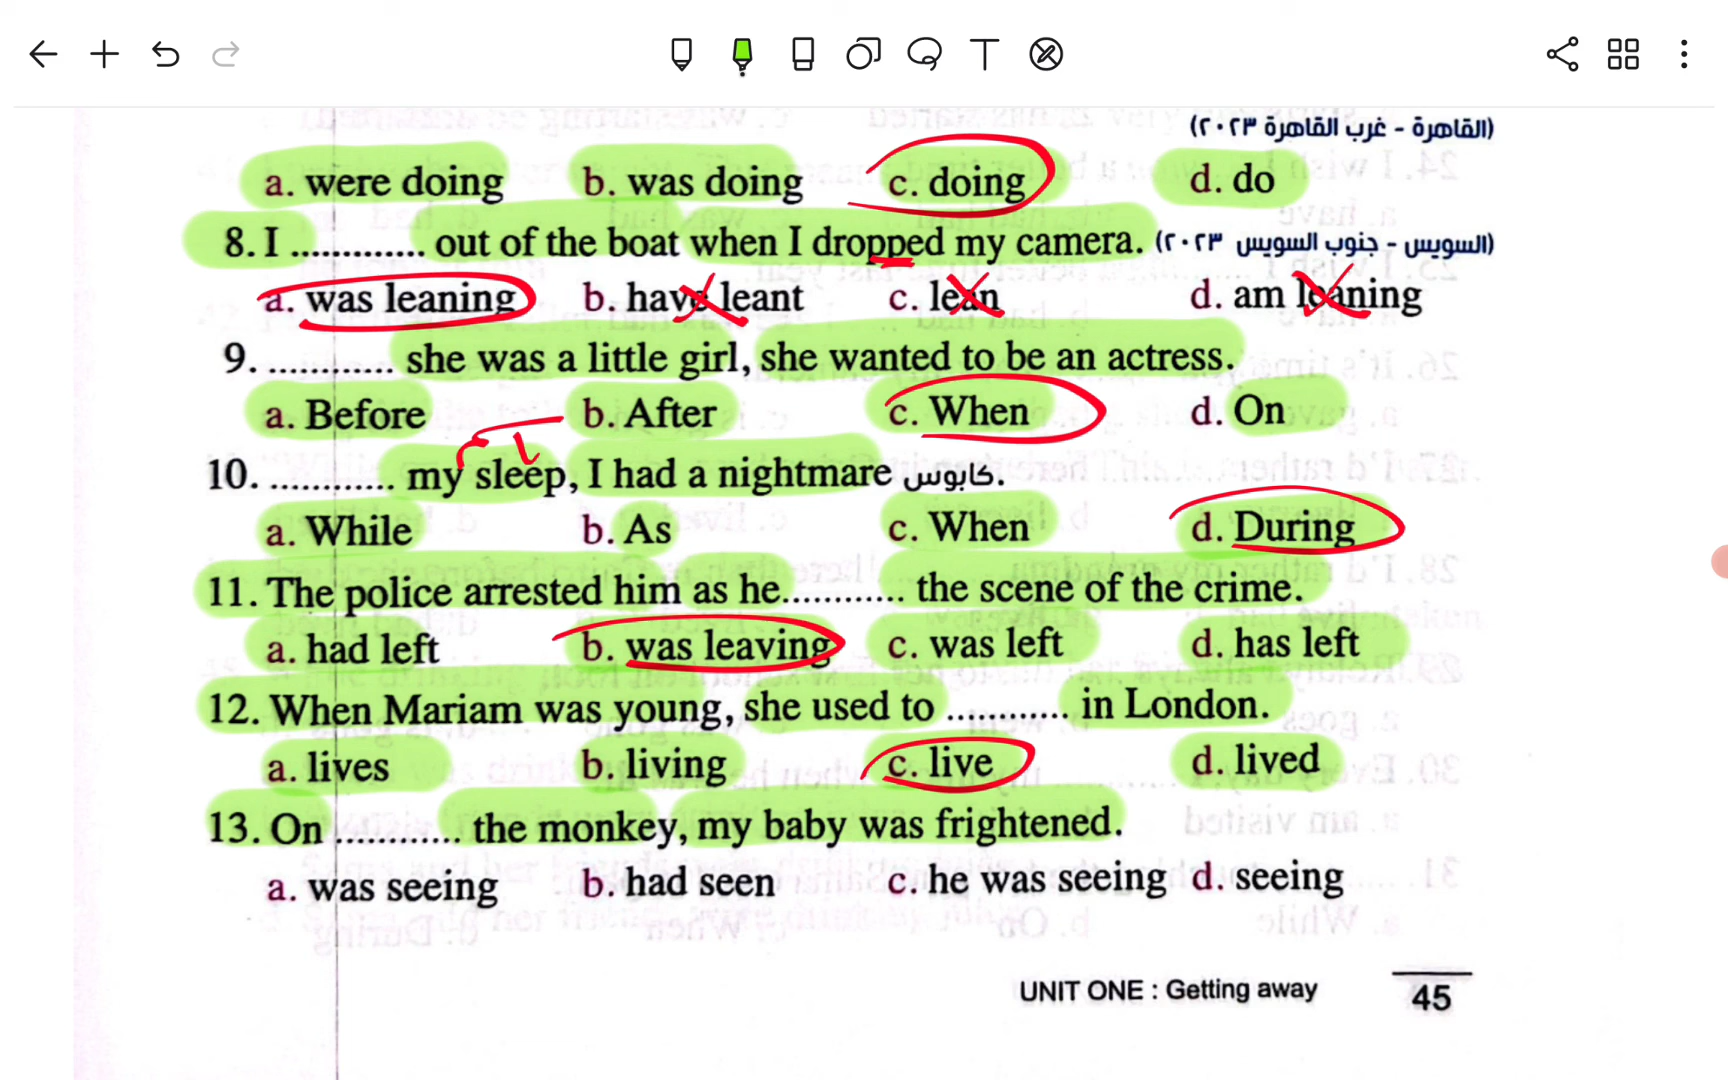 (القاهرة - غرب القاهرة ٢٠٢٣)
a. were doing b. was doing c. doing d. do
8. I ............. out of the boat when I dropped my camera. (السويس - جنوب السويس ٢٠٢٣)
a. was leaning b. have leant c. lean d. am leaning
9. ............ she was a little girl, she wanted to be an actress.
a. Before b. After c. When d. On
10. ............ my sleep, I had a nightmare كابوس.
a. While b. As c. When d. During
11. The police arrested him as he............ the scene of the crime.
a. had left b. was leaving c. was left d. has left
12. When Mariam was young, she used to ............ in London.
a. lives b. living c. live d. lived
13. On ............ the monkey, my baby was frightened.
a. was seeing b. had seen c. he was seeing d. seeing
UNIT ONE : Getting away 45